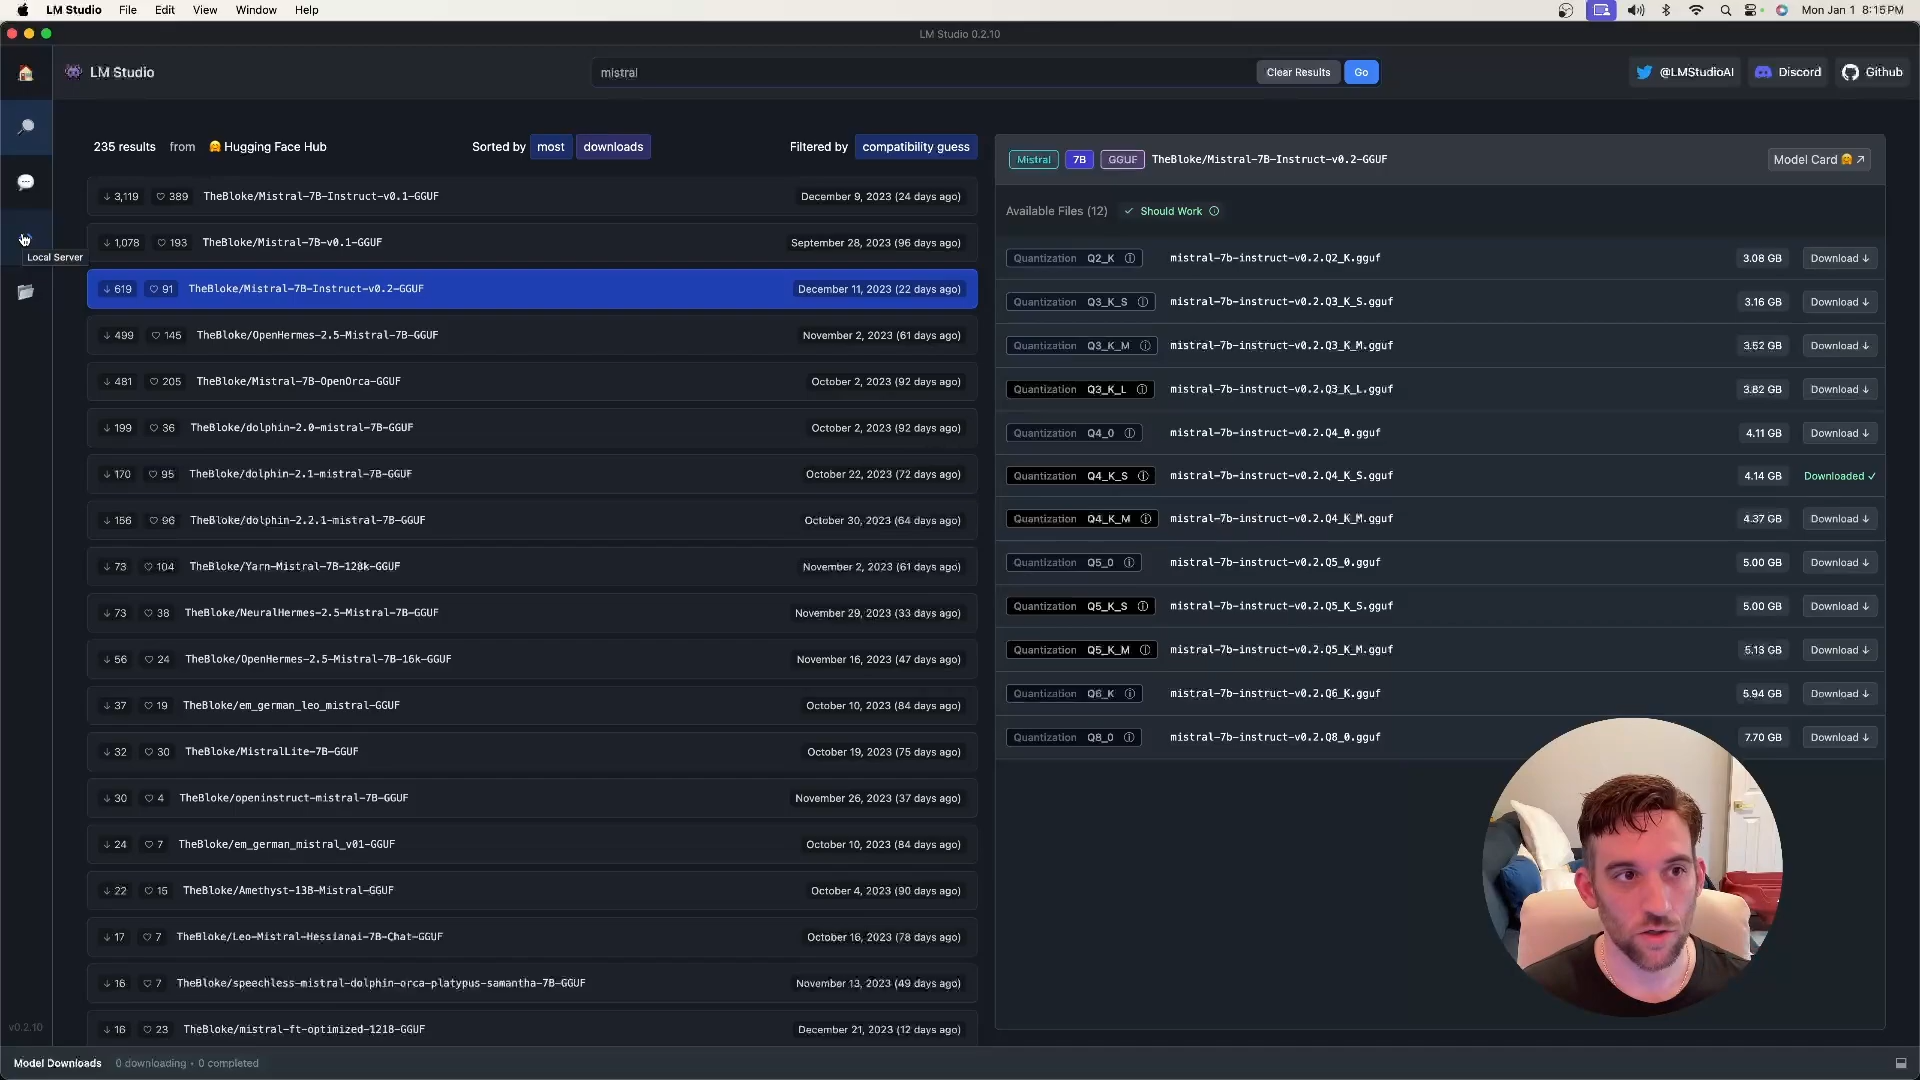 LM Studio File Edit View Window Help Mon Jan 1 8:15 PM
LM Studio 0.2.10
LM Studio mistral Clear Results Go @LMStudioAI Discord Github
235 results from Hugging Face Hub Sorted by most downloads Filtered by compatibility guess
3,119 389 TheBloke/Mistral-7B-Instruct-v0.1-GGUF December 9, 2023 (24 days ago)
1,078 193 TheBloke/Mistral-7B-v0.1-GGUF September 28, 2023 (96 days ago)
Local Server
619 91 TheBloke/Mistral-7B-Instruct-v0.2-GGUF December 11, 2023 (22 days ago)
499 145 TheBloke/OpenHermes-2.5-Mistral-7B-GGUF November 2, 2023 (61 days ago)
481 205 TheBloke/Mistral-7B-OpenOrca-GGUF October 2, 2023 (92 days ago)
199 36 TheBloke/dolphin-2.0-mistral-7B-GGUF October 2, 2023 (92 days ago)
170 95 TheBloke/dolphin-2.1-mistral-7B-GGUF October 22, 2023 (72 days ago)
156 96 TheBloke/dolphin-2.2.1-mistral-7B-GGUF October 30, 2023 (64 days ago)
73 104 TheBloke/Yarn-Mistral-7B-128k-GGUF November 2, 2023 (61 days ago)
73 38 TheBloke/NeuralHermes-2.5-Mistral-7B-GGUF November 29, 2023 (33 days ago)
56 24 TheBloke/OpenHermes-2.5-Mistral-7B-16k-GGUF November 16, 2023 (47 days ago)
37 19 TheBloke/em_german_leo_mistral-GGUF October 10, 2023 (84 days ago)
32 30 TheBloke/MistralLite-7B-GGUF October 19, 2023 (75 days ago)
30 4 TheBloke/openinstruct-mistral-7B-GGUF November 26, 2023 (37 days ago)
24 7 TheBloke/em_german_mistral_v01-GGUF October 10, 2023 (84 days ago)
22 15 TheBloke/Amethyst-13B-Mistral-GGUF October 4, 2023 (90 days ago)
17 7 TheBloke/Leo-Mistral-Hessianai-7B-Chat-GGUF October 16, 2023 (78 days ago)
16 7 TheBloke/speechless-mistral-dolphin-orca-platypus-samantha-7B-GGUF November 13, 2023 (49 days ago)
16 23 TheBloke/mistral-ft-optimized-1218-GGUF December 21, 2023 (12 days ago)
Mistral 7B GGUF TheBloke/Mistral-7B-Instruct-v0.2-GGUF Model Card
Available Files (12) Should Work
Quantization Q2_K mistral-7b-instruct-v0.2.Q2_K.gguf 3.08 GB Download
Quantization Q3_K_S mistral-7b-instruct-v0.2.Q3_K_S.gguf 3.16 GB Download
Quantization Q3_K_M mistral-7b-instruct-v0.2.Q3_K_M.gguf 3.52 GB Download
Quantization Q3_K_L mistral-7b-instruct-v0.2.Q3_K_L.gguf 3.82 GB Download
Quantization Q4_0 mistral-7b-instruct-v0.2.Q4_0.gguf 4.11 GB Download
Quantization Q4_K_S mistral-7b-instruct-v0.2.Q4_K_S.gguf 4.14 GB Downloaded
Quantization Q4_K_M mistral-7b-instruct-v0.2.Q4_K_M.gguf 4.37 GB Download
Quantization Q5_0 mistral-7b-instruct-v0.2.Q5_0.gguf 5.00 GB Download
Quantization Q5_K_S mistral-7b-instruct-v0.2.Q5_K_S.gguf 5.00 GB Download
Quantization Q5_K_M mistral-7b-instruct-v0.2.Q5_K_M.gguf 5.13 GB Download
Quantization Q6_K mistral-7b-instruct-v0.2.Q6_K.gguf 5.94 GB Download
Quantization Q8_0 mistral-7b-instruct-v0.2.Q8_0.gguf 7.70 GB Download
v0.2.10
Model Downloads 0 downloading • 0 completed